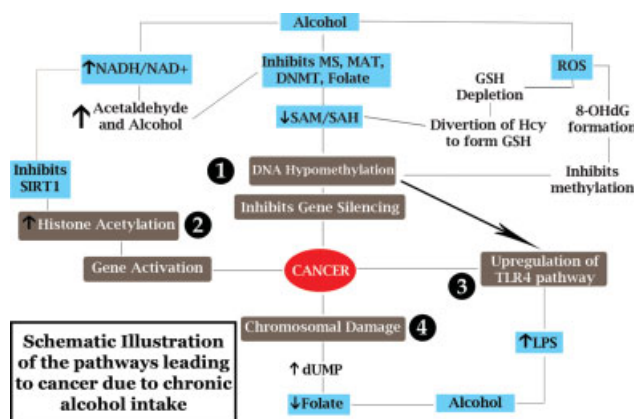 Alcohol
↑NADH/NAD+
Inhibits MS, MAT,
DNMT, Folate
ROS
↑ Acetaldehyde
and Alcohol
GSH
Depletion
8-OHdG
formation
↓SAM/SAH
Divertion of Hcy
to form GSH
Inhibits
SIRT1
1
DNA Hypomethylation
Inhibits
methylation
↑ Histone Acetylation
2
Inhibits Gene Silencing
Gene Activation
CANCER
3
Upregulation of
TLR4 pathway
Chromosomal Damage
4
↑LPS
↑ dUMP
↓Folate
Alcohol
Schematic Illustration
of the pathways leading
to cancer due to chronic
alcohol intake